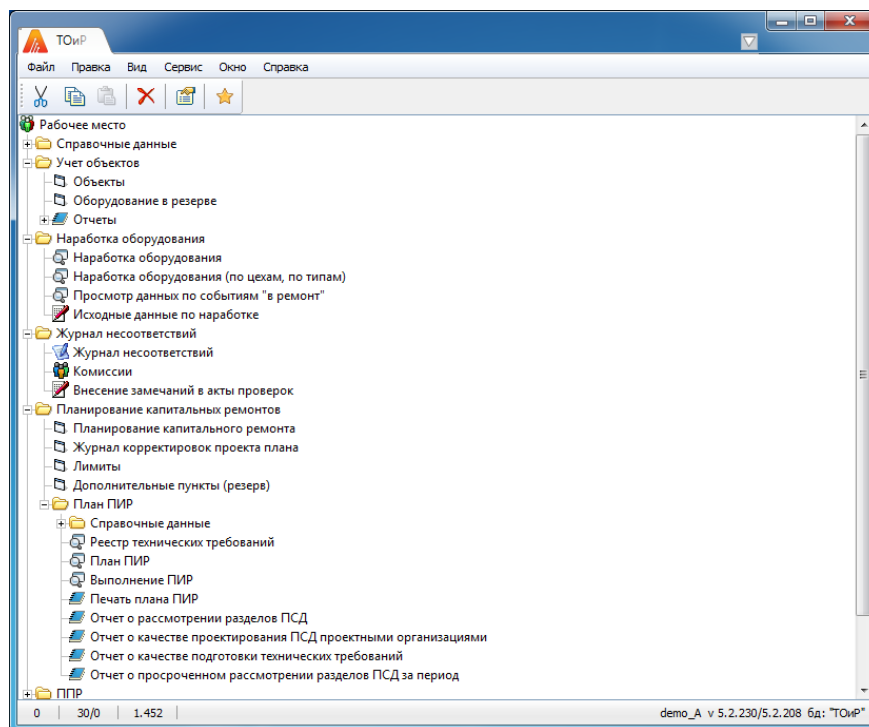 ТОиР
Файл Правка Вид Сервис Окно Справка
Рабочее место
Справочные данные
Учет объектов
Объекты
Оборудование в резерве
Отчеты
Наработка оборудования
Наработка оборудования
Наработка оборудования (по цехам, по типам)
Просмотр данных по событиям "в ремонт"
Исходные данные по наработке
Журнал несоответствий
Журнал несоответствий
Комиссии
Внесение замечаний в акты проверок
Планирование капитальных ремонтов
Планирование капитального ремонта
Журнал корректировок проекта плана
Лимиты
Дополнительные пункты (резерв)
План ПИР
Справочные данные
Реестр технических требований
План ПИР
Выполнение ПИР
Печать плана ПИР
Отчет о рассмотрении разделов ПСД
Отчет о качестве проектирования ПСД проектными организациями
Отчет о качестве подготовки технических требований
Отчет о просроченном рассмотрении разделов ПСД за период
ППР
0 30/0 1.452 demo_A v 5.2.230/5.2.208 бд: "ТОиР"